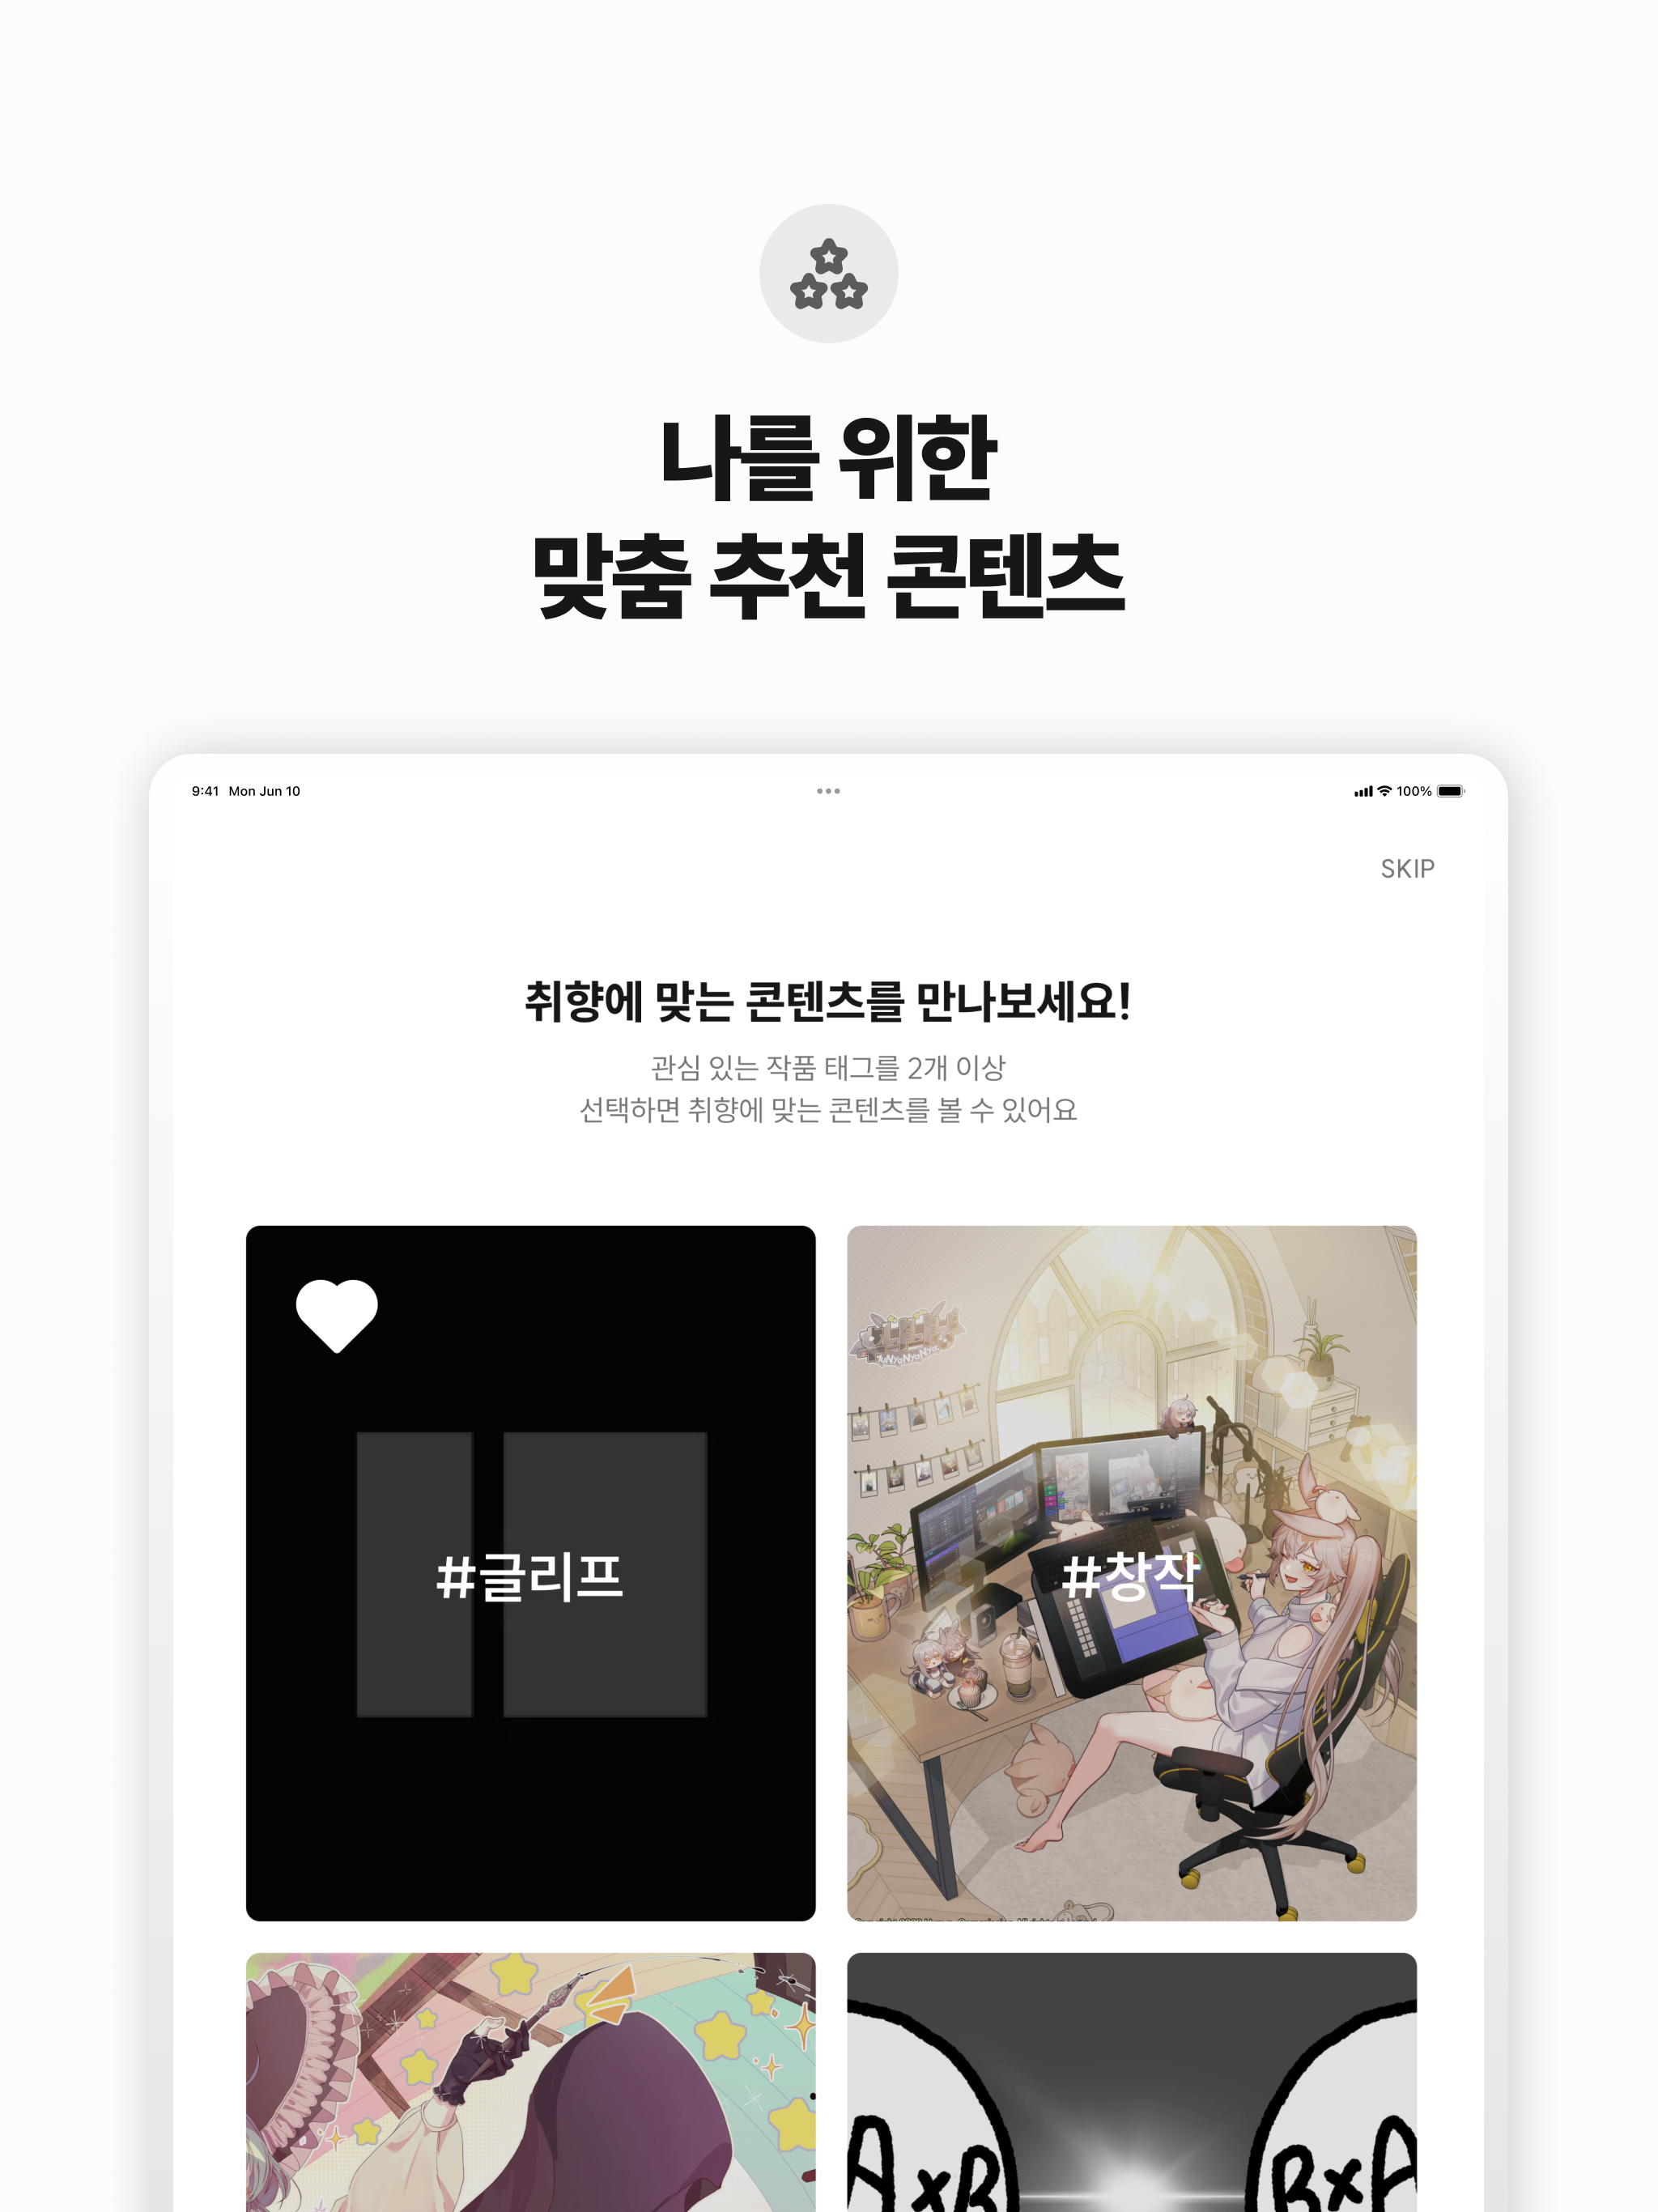 나를 위한
맞춤 추천 콘텐츠
9:41 Mon Jun 10
100%
SKIP
취향에 맞는 콘텐츠를 만나보세요!
관심 있는 작품 태그를 2개 이상
선택하면 취향에 맞는 콘텐츠를 볼 수 있어요
#글리프
#창작
AxB
BxA